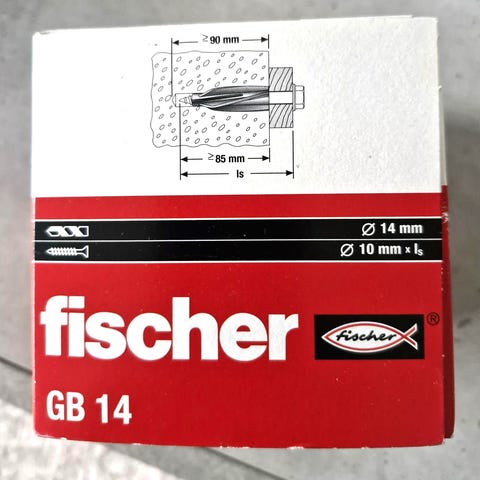 ≥90 mm
≥85 mm
ls
Ø 14 mm
Ø 10 mm x ls
fischer
fischer
®
GB 14